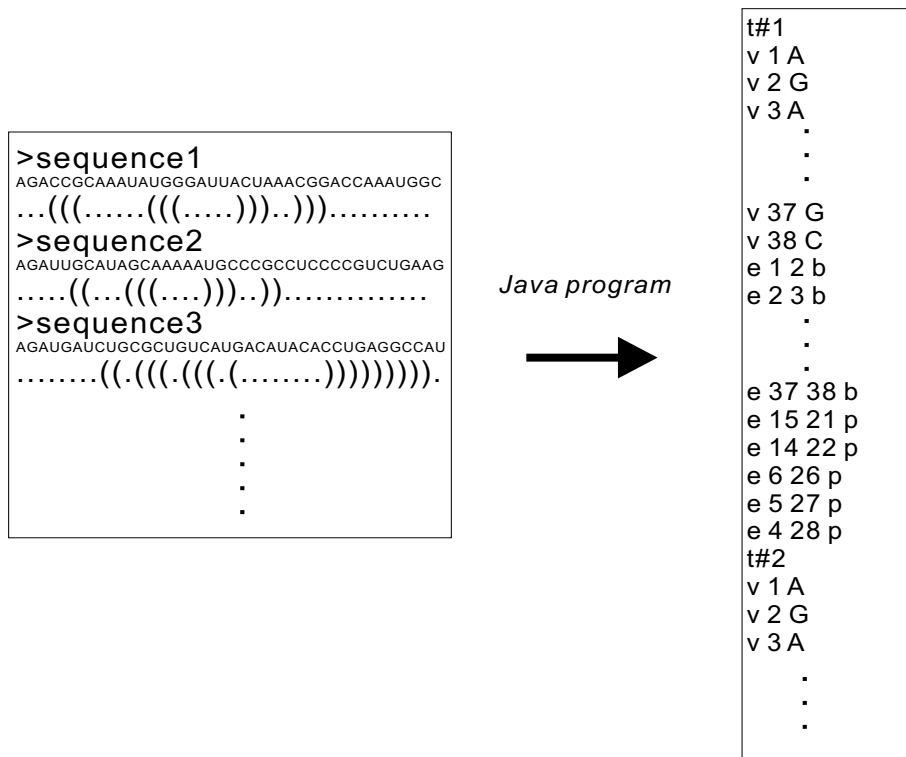 >sequence1
AGACCGCAAAUAUGGGAUUACUAAACGGACCAAAUGGC
...(((......(((.....)))..)))..........
>sequence2
AGAUUGCAUAGCAAAAAUGCCCGCCUCCCCGUCUGAAG
.....((...(((....)))..))..............
>sequence3
AGAUGAUCUGCGCUGUCAUGACAUACACCUGAGGCCAU
........((.(((.(((.(........))))))))).
.
.
.
.
.
Java program
t#1
v 1 A
v 2 G
v 3 A
.
.
.
v 37 G
v 38 C
e 1 2 b
e 2 3 b
.
.
.
e 37 38 b
e 15 21 p
e 14 22 p
e 6 26 p
e 5 27 p
e 4 28 p
t#2
v 1 A
v 2 G
v 3 A
.
.
.